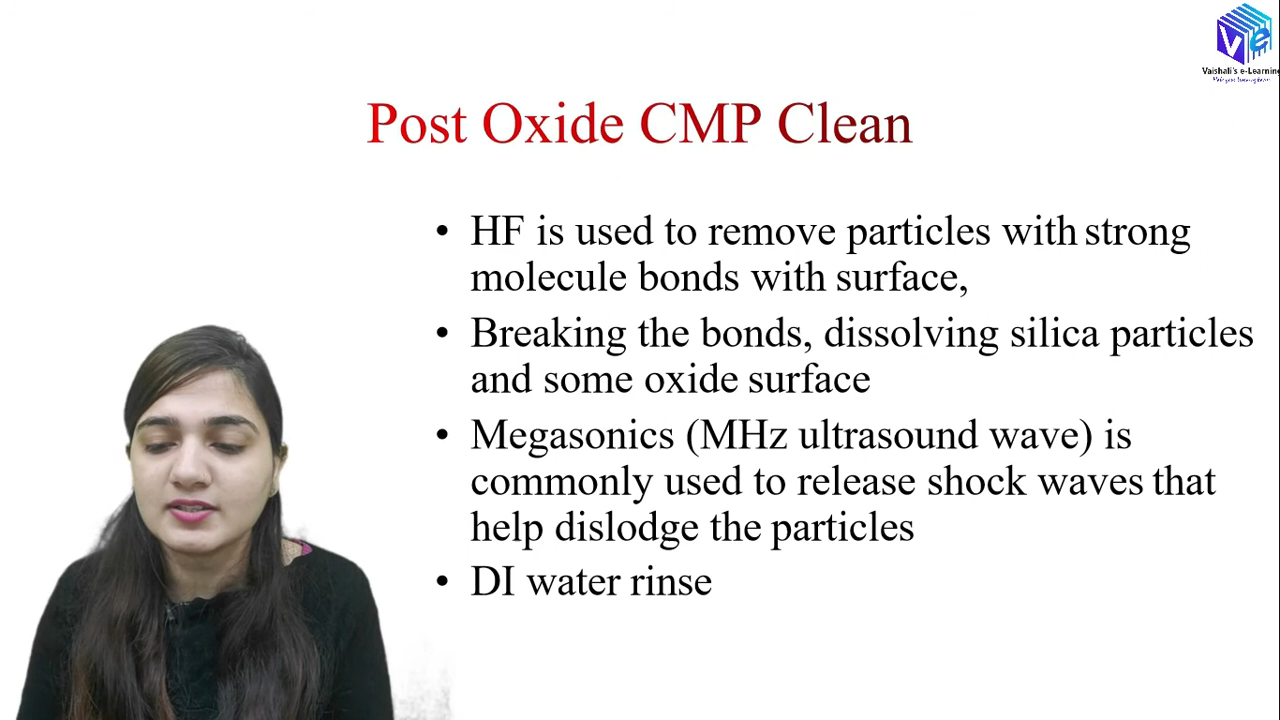 Ve
Vaishali's e-Learning
Post Oxide CMP Clean
• HF is used to remove particles with strong
molecule bonds with surface,
• Breaking the bonds, dissolving silica particles
and some oxide surface
• Megasonics (MHz ultrasound wave) is
commonly used to release shock waves that
help dislodge the particles
• DI water rinse